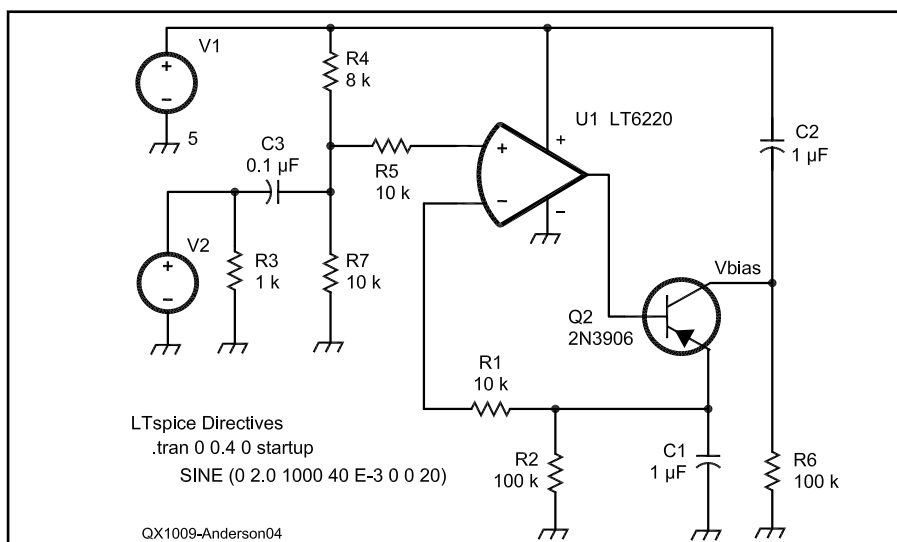 V1
+
−
5
R4
8 k
U1 LT6220
+
−
C2
1 µF
C3
0.1 µF
R5
10 k
+
−
V2
+
−
R3
1 k
R7
10 k
Vbias
Q2
2N3906
R1
10 k
R2
100 k
C1
1 µF
R6
100 k
LTspice Directives
.tran 0 0.4 0 startup
SINE (0 2.0 1000 40 E-3 0 0 20)
QX1009-Anderson04